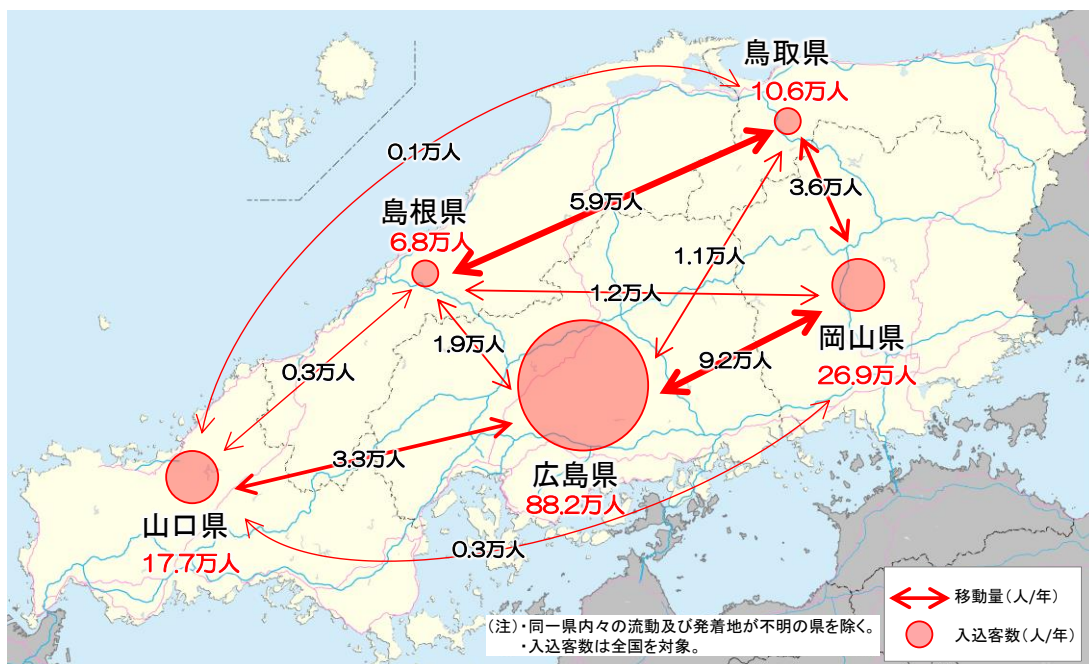 鳥取県
10.6万人
0.1万人
3.6万人
5.9万人
島根県
6.8万人
1.1万人
1.2万人
岡山県
26.9万人
1.9万人
9.2万人
0.3万人
3.3万人
広島県
88.2万人
山口県
17.7万人
0.3万人
移動量(人/年)
入込客数(人/年)
(注)・同一県内々の流動及び発着地が不明の県を除く。
・入込客数は全国を対象。